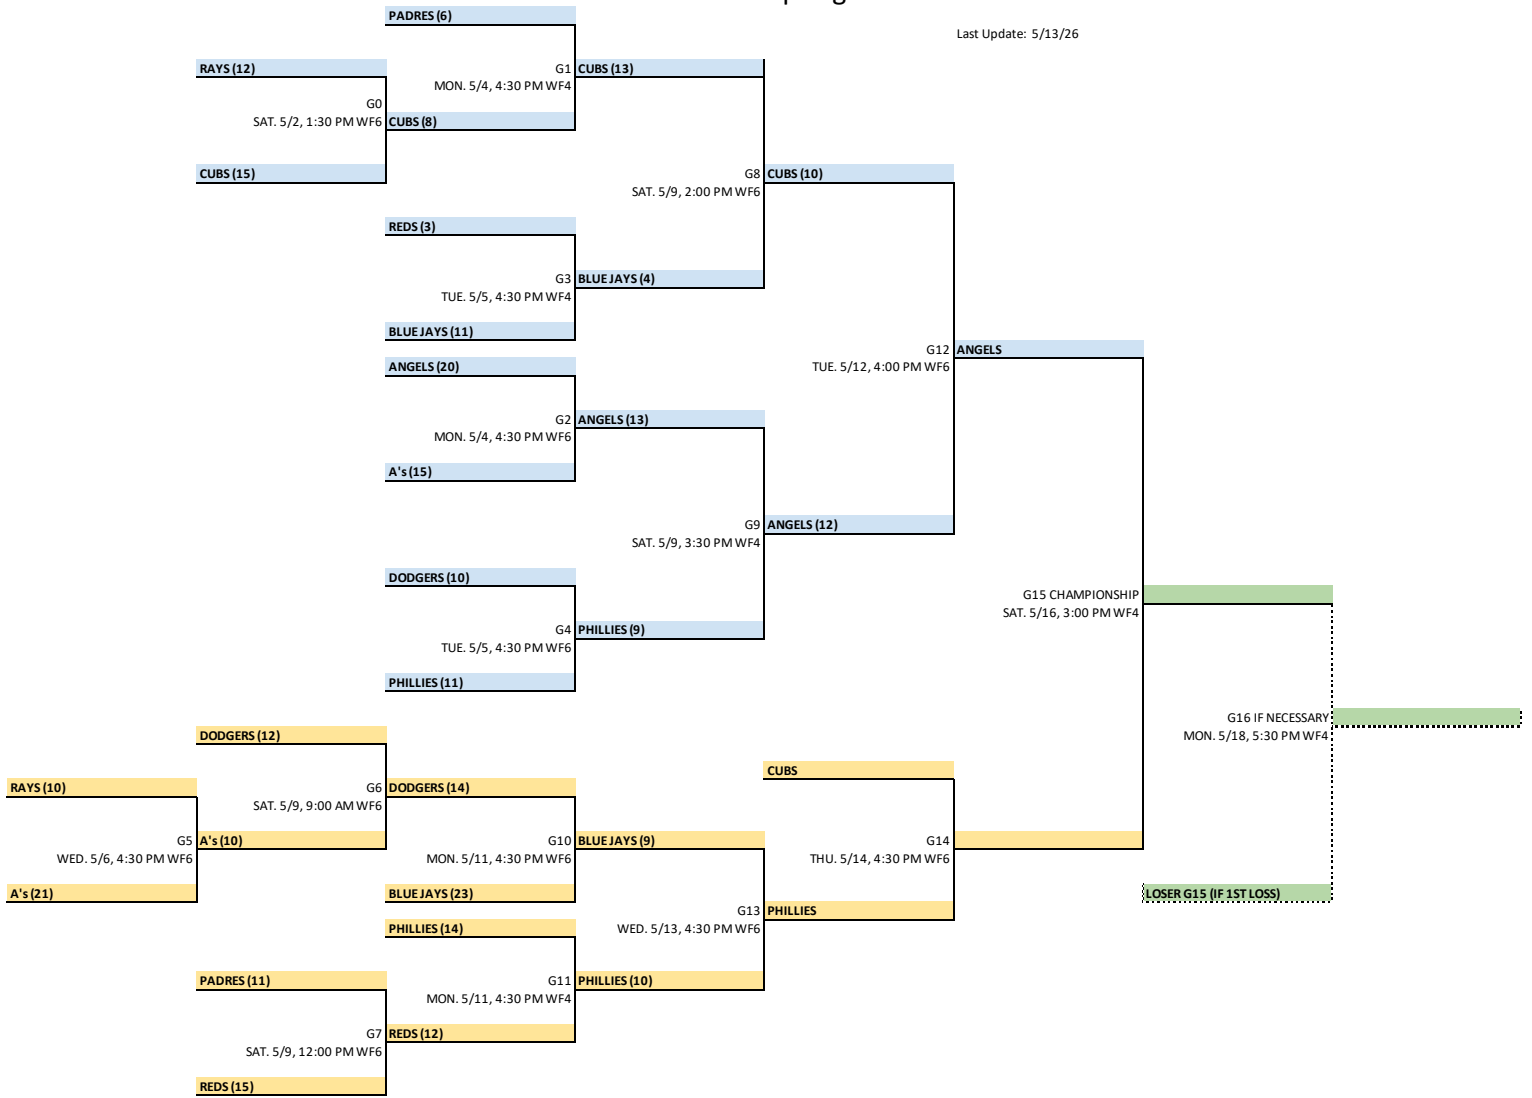 PADRES (6)
Last Update: 5/13/26
RAYS (12)
G1
CUBS (13)
MON. 5/4, 4:30 PM WF4
G0
SAT. 5/2, 1:30 PM WF6
CUBS (8)
CUBS (15)
G8
CUBS (10)
SAT. 5/9, 2:00 PM WF6
REDS (3)
G3
BLUE JAYS (4)
TUE. 5/5, 4:30 PM WF4
BLUE JAYS (11)
G12
ANGELS
ANGELS (20)
TUE. 5/12, 4:00 PM WF6
G2
ANGELS (13)
MON. 5/4, 4:30 PM WF6
A's (15)
G9
ANGELS (12)
SAT. 5/9, 3:30 PM WF4
DODGERS (10)
G15 CHAMPIONSHIP
SAT. 5/16, 3:00 PM WF4
G4
PHILLIES (9)
TUE. 5/5, 4:30 PM WF6
PHILLIES (11)
G16 IF NECESSARY
MON. 5/18, 5:30 PM WF4
DODGERS (12)
CUBS
RAYS (10)
G6
DODGERS (14)
SAT. 5/9, 9:00 AM WF6
G5
A's (10)
G10
BLUE JAYS (9)
G14
WED. 5/6, 4:30 PM WF6
MON. 5/11, 4:30 PM WF6
THU. 5/14, 4:30 PM WF6
A's (21)
BLUE JAYS (23)
LOSER G15 (IF 1ST LOSS)
G13
PHILLIES
PHILLIES (14)
WED. 5/13, 4:30 PM WF6
PADRES (11)
G11
PHILLIES (10)
MON. 5/11, 4:30 PM WF4
G7
REDS (12)
SAT. 5/9, 12:00 PM WF6
REDS (15)